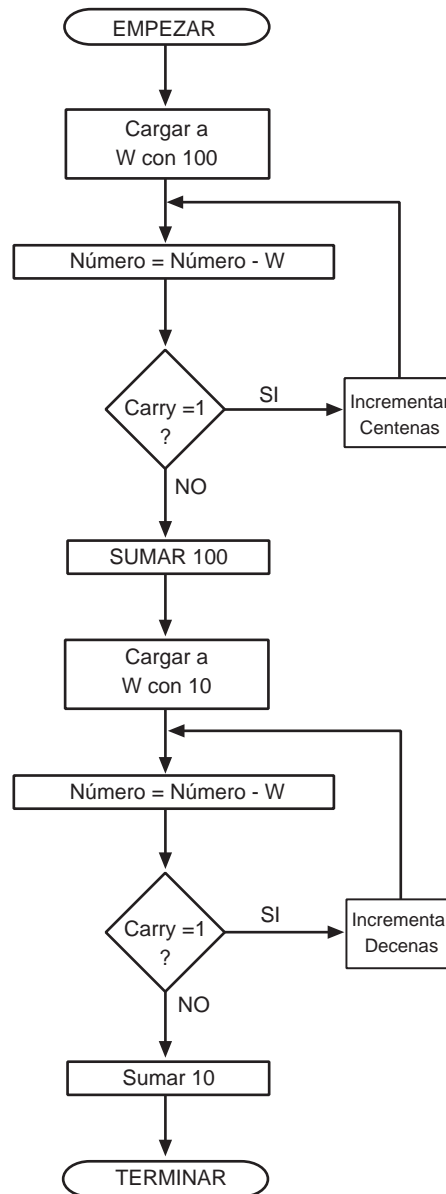 EMPEZAR
Cargar a
W con 100
Número = Número - W
Carry =1
?
SI
Incrementar
Centenas
NO
SUMAR 100
Cargar a
W con 10
Número = Número - W
Carry =1
?
SI
Incrementa
Decenas
NO
Sumar 10
TERMINAR